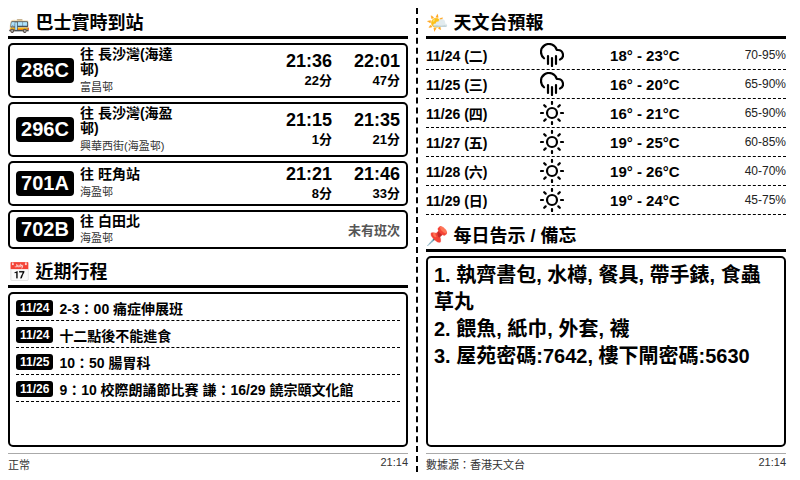 巴士實時到站
286C
往 長沙灣(海達
邨)
富昌邨
21:36
22分
22:01
47分
296C
往 長沙灣(海盈
邨)
興華西街(海盈邨)
21:15
1分
21:35
21分
701A
往 旺角站
海盈邨
21:21
8分
21:46
33分
702B
往 白田北
海盈邨
未有班次
近期行程
11/24 2-3：00 痛症伸展班
11/24 十二點後不能進食
11/25 10：50 腸胃科
11/26 9：10 校際朗誦節比賽 謙：16/29 饒宗頤文化館
正常 21:14
天文台預報
11/24 (二) 18° - 23°C 70-95%
11/25 (三) 16° - 20°C 65-90%
11/26 (四) 16° - 21°C 65-90%
11/27 (五) 19° - 25°C 60-85%
11/28 (六) 19° - 26°C 40-70%
11/29 (日) 19° - 24°C 45-75%
每日告示 / 備忘
1. 執齊書包, 水樽, 餐具, 帶手錶, 食蟲
草丸
2. 餵魚, 紙巾, 外套, 襪
3. 屋苑密碼:7642, 樓下閘密碼:5630
數據源：香港天文台 21:14